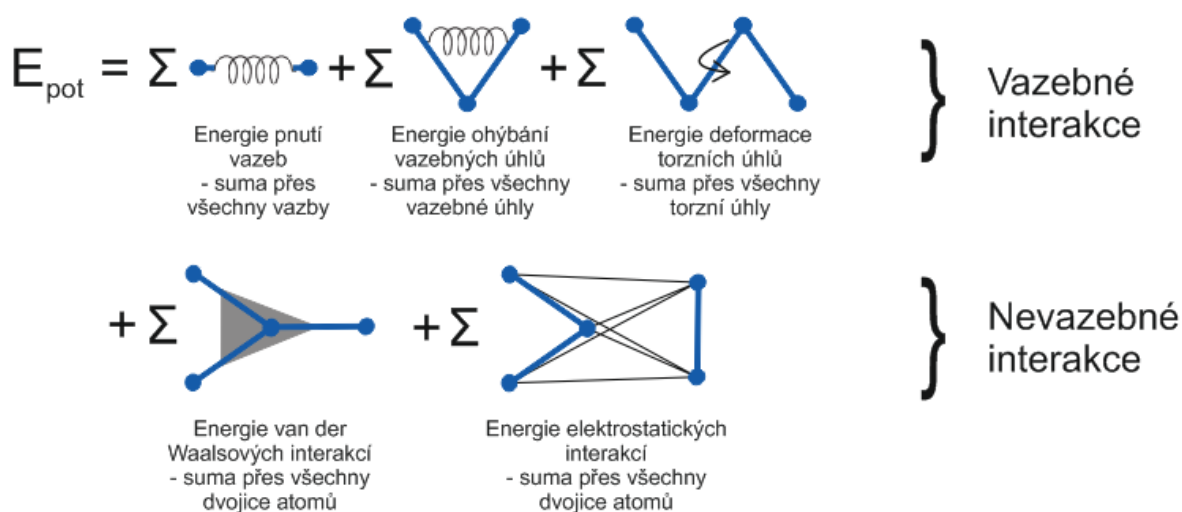 E_pot = Σ + Σ + Σ } Vazebné
interakce
Energie pnutí
vazeb
- suma přes
všechny vazby
Energie ohýbání
vazebných úhlů
- suma přes všechny
vazebné úhly
Energie deformace
torzních úhlů
- suma přes všechny
torzní úhly
+ Σ + Σ } Nevazebné
interakce
Energie van der
Waalsových interakcí
- suma přes všechny
dvojice atomů
Energie elektrostatických
interakcí
- suma přes všechny
dvojice atomů